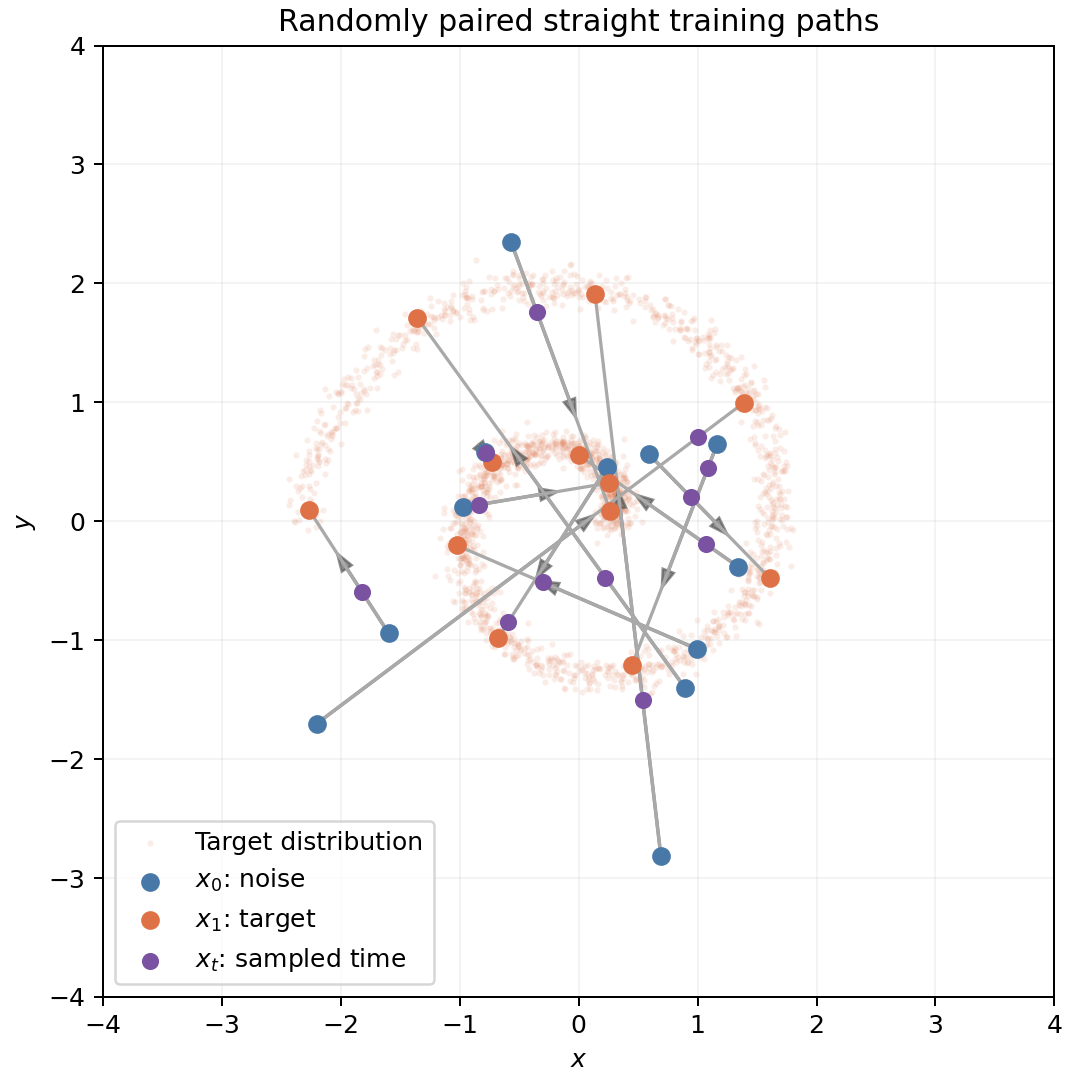 Randomly paired straight training paths
4
3
2
1
0
−1
−2
−3
−4
y
Target distribution
x₀: noise
x₁: target
xₜ: sampled time
−4 −3 −2 −1 0 1 2 3 4
x